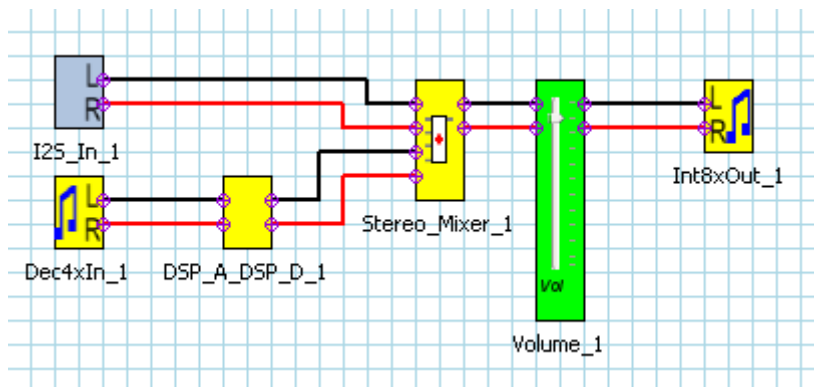 L
R
I2S_In_1
L
R
Dec4xIn_1
DSP_A_DSP_D_1
Stereo_Mixer_1
Vol
Volume_1
L
R
Int8xOut_1